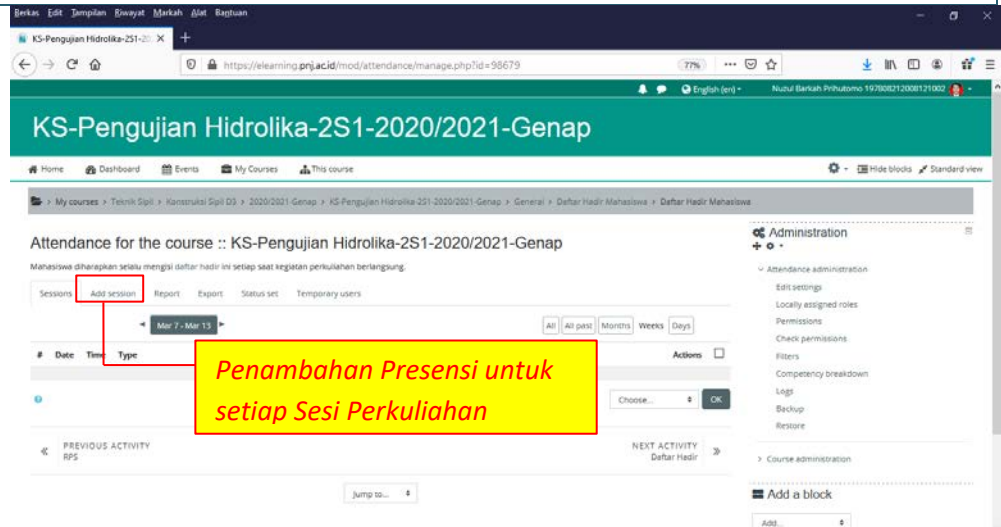 Berkas Edit Tampilan Riwayat Markah Alat Bantuan
KS-Pengujian Hidrolika-2S1-20
https://elearning.pnj.ac.id/mod/attendance/manage.php?id=98679
77%
English (en)
Nuzul Barkah Prihutomo 197808212008121002
KS-Pengujian Hidrolika-2S1-2020/2021-Genap
Home Dashboard Events My Courses This course Hide blocks Standard view
> My courses > Teknik Sipil > Konstruksi Sipil D3 > 2020/2021 Genap > KS-Pengujian Hidrolika-2S1-2020/2021-Genap > General > Daftar Hadir Mahasiswa > Daftar Hadir Mahasiswa
Attendance for the course :: KS-Pengujian Hidrolika-2S1-2020/2021-Genap
Mahasiswa diharapkan selalu mengisi daftar hadir ini setiap saat kegiatan perkuliahan berlangsung.
Sessions Add session Report Export Status set Temporary users
Mar 7 - Mar 13
All All past Months Weeks Days
# Date Time Type Actions
Penambahan Presensi untuk
setiap Sesi Perkuliahan
Choose... OK
PREVIOUS ACTIVITY
RPS
NEXT ACTIVITY
Daftar Hadir
Jump to...
Administration
Attendance administration
Edit settings
Locally assigned roles
Permissions
Check permissions
Filters
Competency breakdown
Logs
Backup
Restore
> Course administration
Add a block
Add...